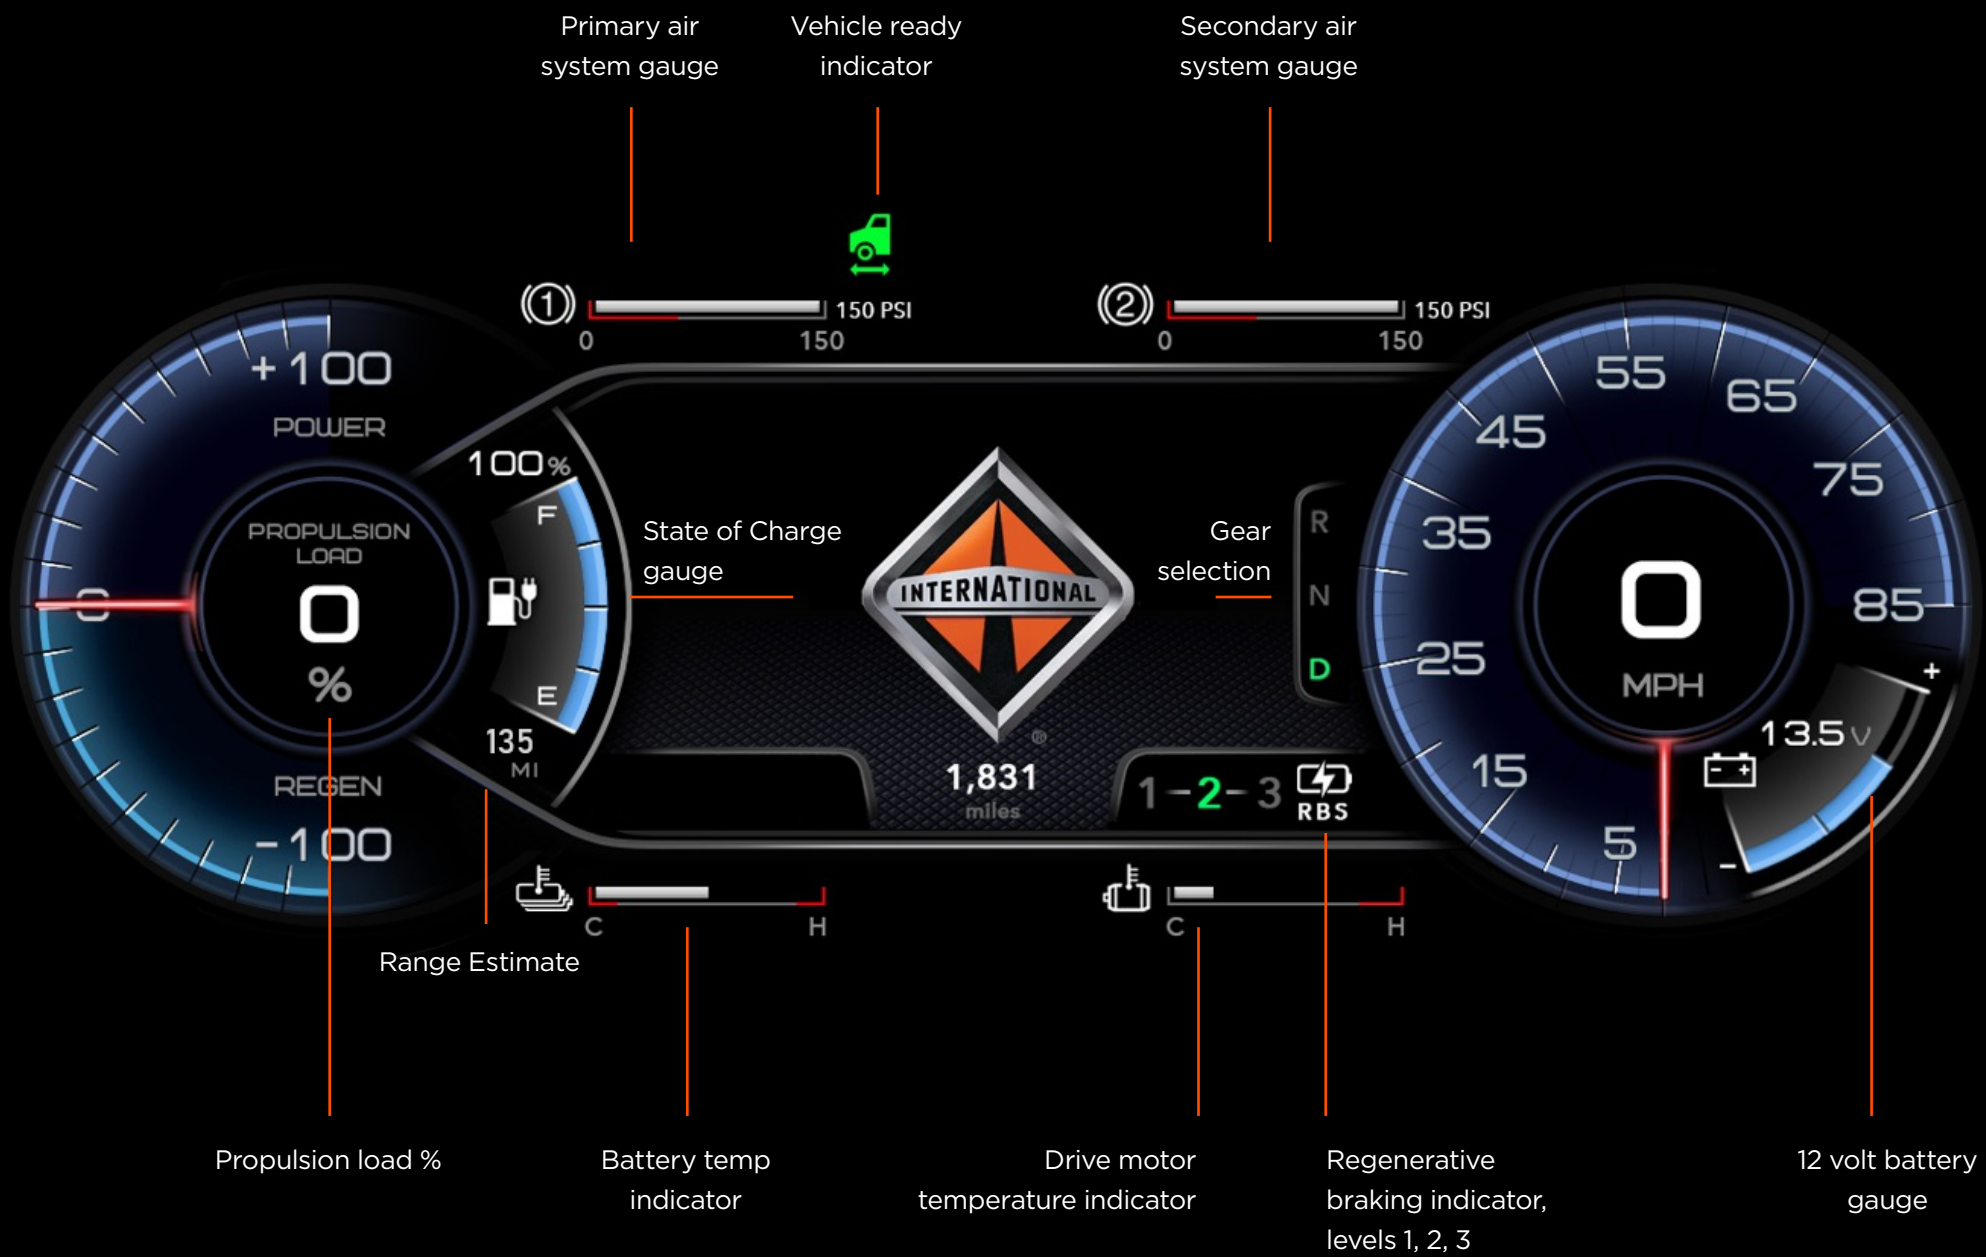 Primary air
system gauge
Vehicle ready
indicator
Secondary air
system gauge
1
150 PSI
0
150
2
150 PSI
0
150
+100
POWER
PROPULSION
LOAD
0
%
0
REGEN
-100
100%
F
E
135
MI
State of Charge
gauge
INTERNATIONAL
®
1,831
miles
Gear
selection
R
N
D
1-2-3
RBS
55
65
45
75
35
85
25
15
5
0
MPH
+
13.5 V
- +
-
C
H
C
H
Range Estimate
Propulsion load %
Battery temp
indicator
Drive motor
temperature indicator
Regenerative
braking indicator,
levels 1, 2, 3
12 volt battery
gauge